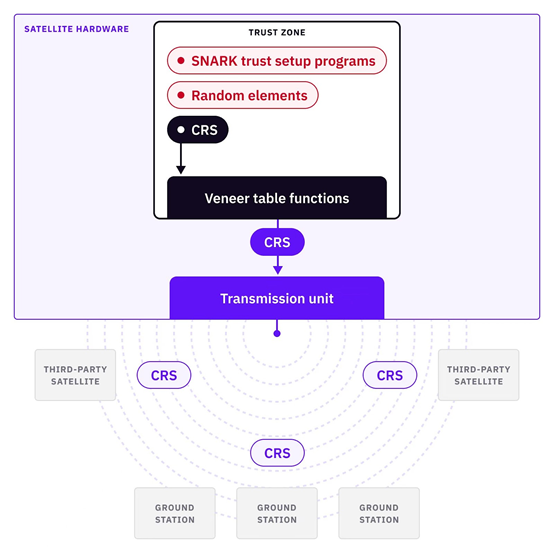 SATELLITE HARDWARE
TRUST ZONE
SNARK trust setup programs
Random elements
CRS
Veneer table functions
CRS
Transmission unit
THIRD-PARTY
SATELLITE
CRS
CRS
THIRD-PARTY
SATELLITE
CRS
GROUND
STATION
GROUND
STATION
GROUND
STATION